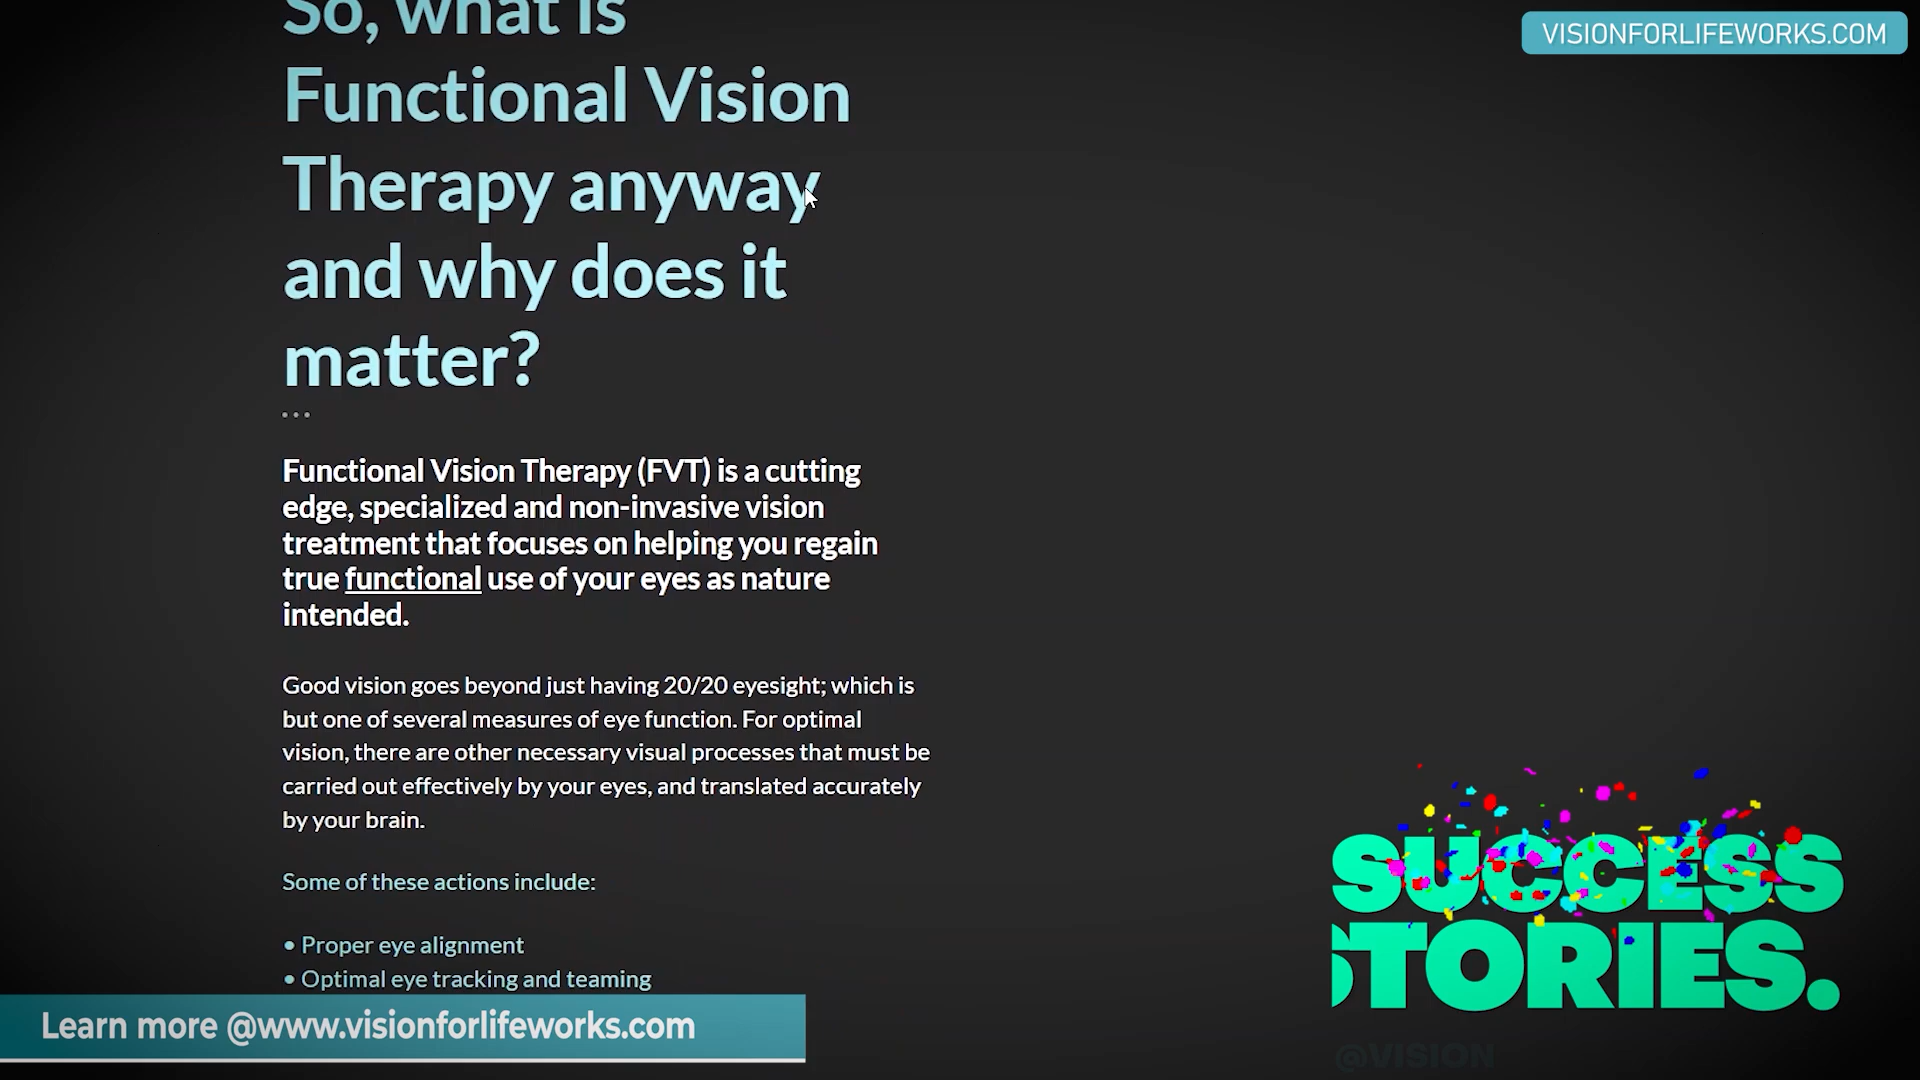 So, what is
Functional Vision
Therapy anyway
and why does it
matter?
Functional Vision Therapy (FVT) is a cutting
edge, specialized and non-invasive vision
treatment that focuses on helping you regain
true functional use of your eyes as nature
intended.
Good vision goes beyond just having 20/20 eyesight; which is
but one of several measures of eye function. For optimal
vision, there are other necessary visual processes that must be
carried out effectively by your eyes, and translated accurately
by your brain.
Some of these actions include:
• Proper eye alignment
• Optimal eye tracking and teaming
Learn more @www.visionforlifeworks.com
VISIONFORLIFEWORKS.COM
SUCCESS
STORIES.
@VISION